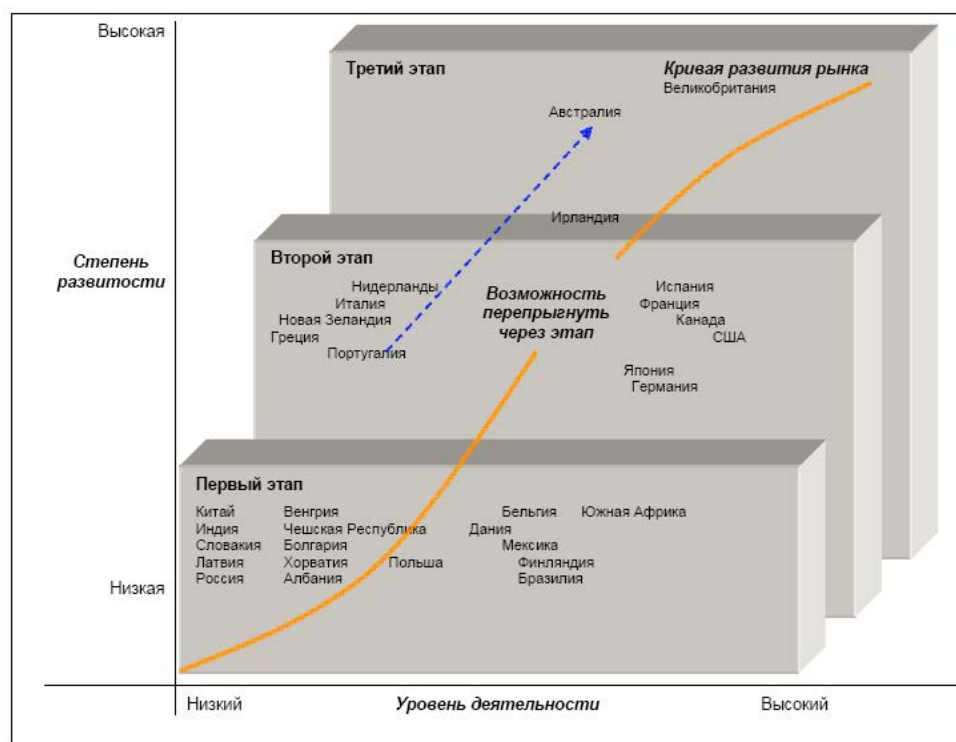 Высокая
Третий этап
Кривая развития рынка
Великобритания
Австралия
Ирландия
Степень
развитости
Второй этап
Нидерланды
Италия
Новая Зеландия
Греция
Португалия
Возможность
перепрыгнуть
через этап
Испания
Франция
Канада
США
Япония
Германия
Первый этап
Китай Венгрия Бельгия Южная Африка
Индия Чешская Республика Дания
Словакия Болгария Мексика
Латвия Хорватия Польша Финляндия
Россия Албания Бразилия
Низкая
Низкий Уровень деятельности Высокий